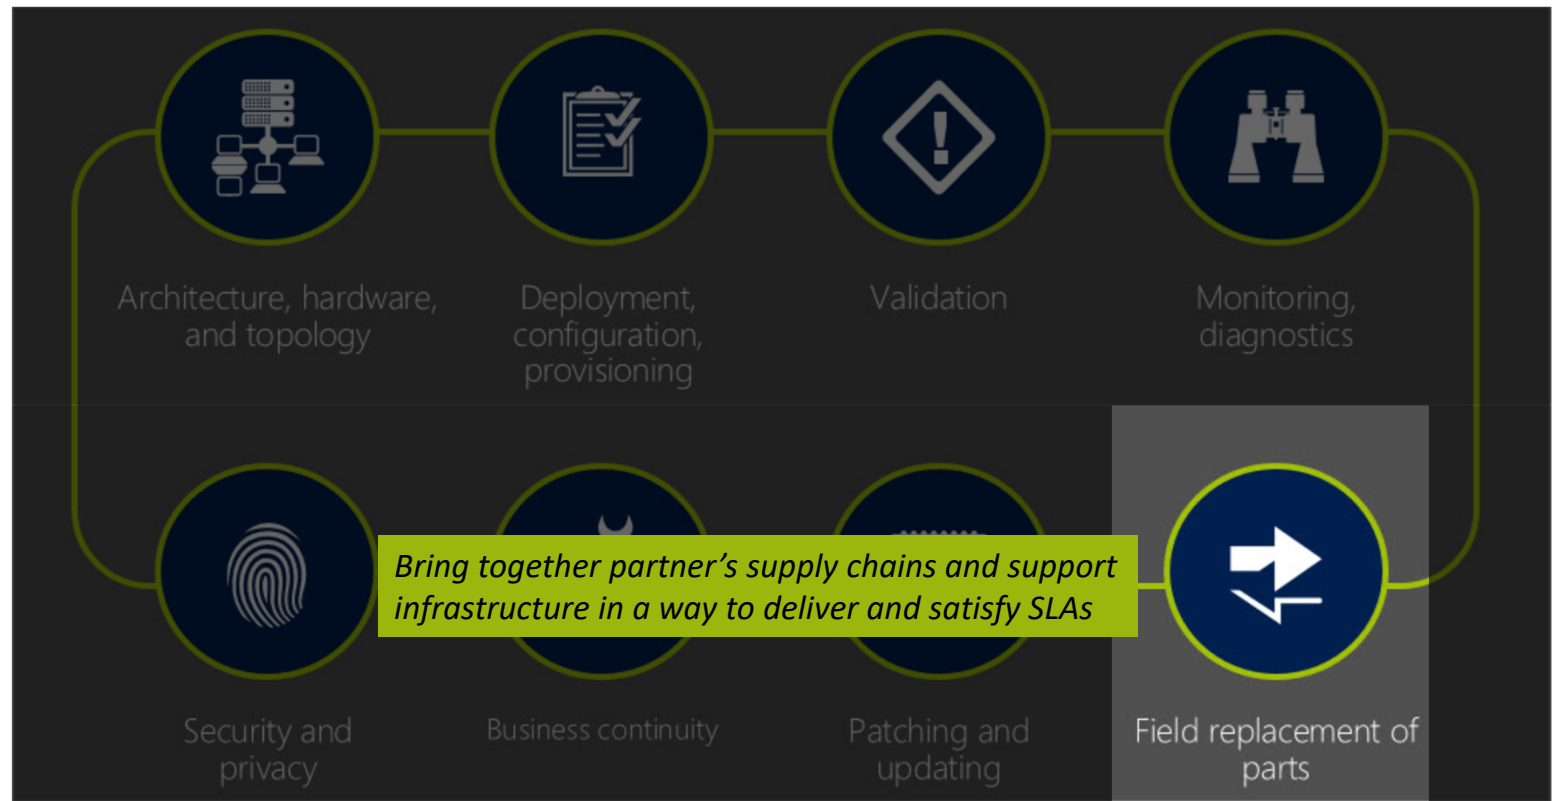 Architecture, hardware,
and topology
Deployment,
configuration,
provisioning
Validation
Monitoring,
diagnostics
Bring together partner’s supply chains and support
infrastructure in a way to deliver and satisfy SLAs
Security and
privacy
Business continuity
Patching and
updating
Field replacement of
parts